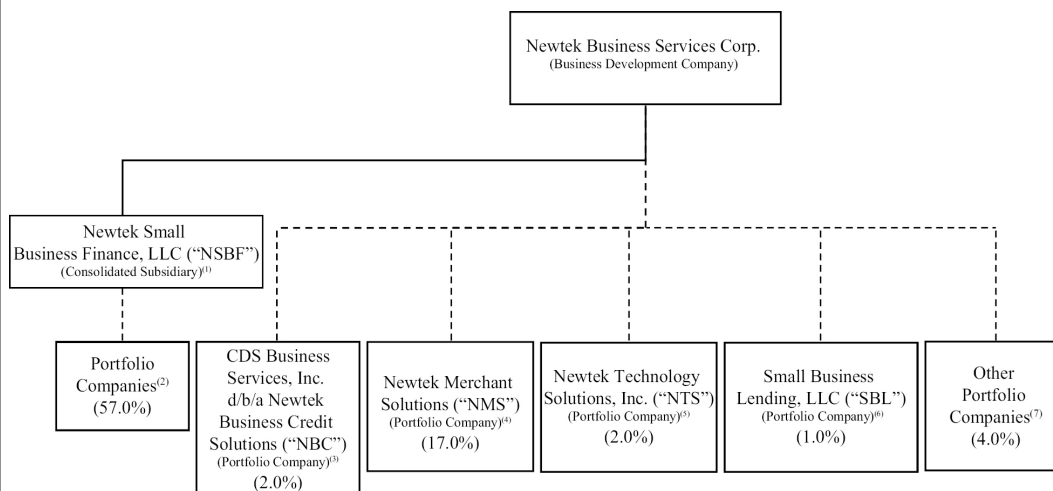 Newtek Business Services Corp.
(Business Development Company)
Newtek Small
Business Finance, LLC (“NSBF”)
(Consolidated Subsidiary)(1)
Portfolio
Companies(2)
(57.0%)
CDS Business
Services, Inc.
d/b/a Newtek
Business Credit
Solutions (“NBC”)
(Portfolio Company)(3)
(2.0%)
Newtek Merchant
Solutions (“NMS”)
(Portfolio Company)(4)
(17.0%)
Newtek Technology
Solutions, Inc. (“NTS”)
(Portfolio Company)(5)
(2.0%)
Small Business
Lending, LLC (“SBL”)
(Portfolio Company)(6)
(1.0%)
Other
Portfolio
Companies(7)
(4.0%)